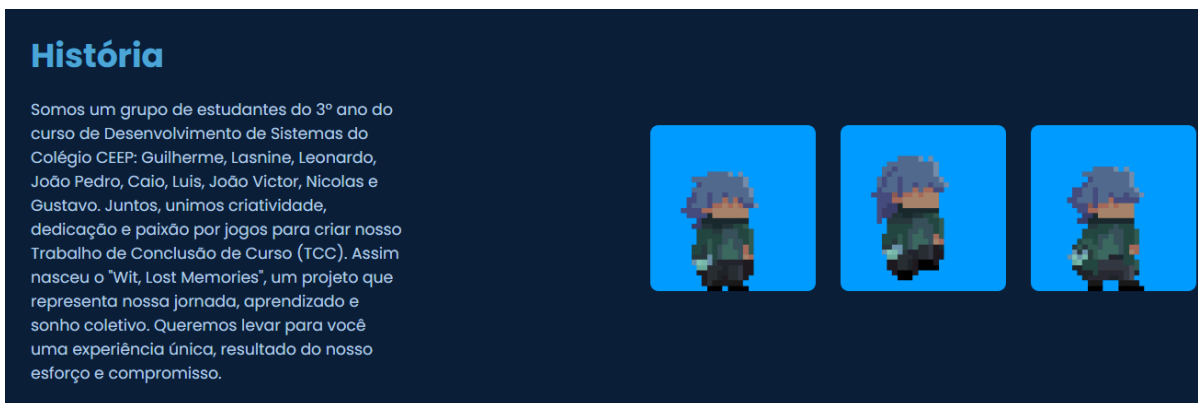 História
Somos um grupo de estudantes do 3º ano do
curso de Desenvolvimento de Sistemas do
Colégio CEEP: Guilherme, Lasnine, Leonardo,
João Pedro, Caio, Luis, João Victor, Nicolas e
Gustavo. Juntos, unimos criatividade,
dedicação e paixão por jogos para criar nosso
Trabalho de Conclusão de Curso (TCC). Assim
nasceu o "Wit, Lost Memories", um projeto que
representa nossa jornada, aprendizado e
sonho coletivo. Queremos levar para você
uma experiência única, resultado do nosso
esforço e compromisso.